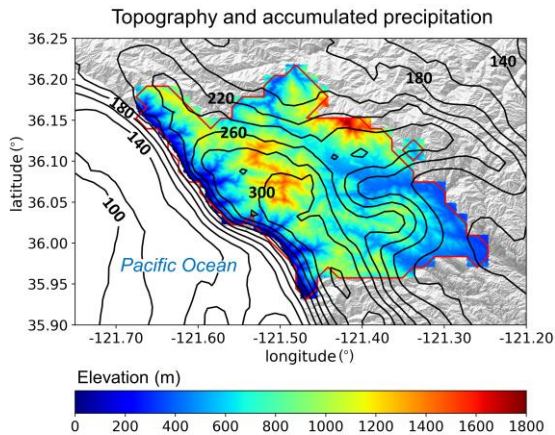 Topography and accumulated precipitation
36.25
36.20
36.15
36.10
36.05
36.00
35.95
35.90
latitude (°)
140
180
220
180
260
140
300
100
Pacific Ocean
-121.70 -121.60 -121.50 -121.40 -121.30 -121.20
longitude (°)
Elevation (m)
0 200 400 600 800 1000 1200 1400 1600 1800